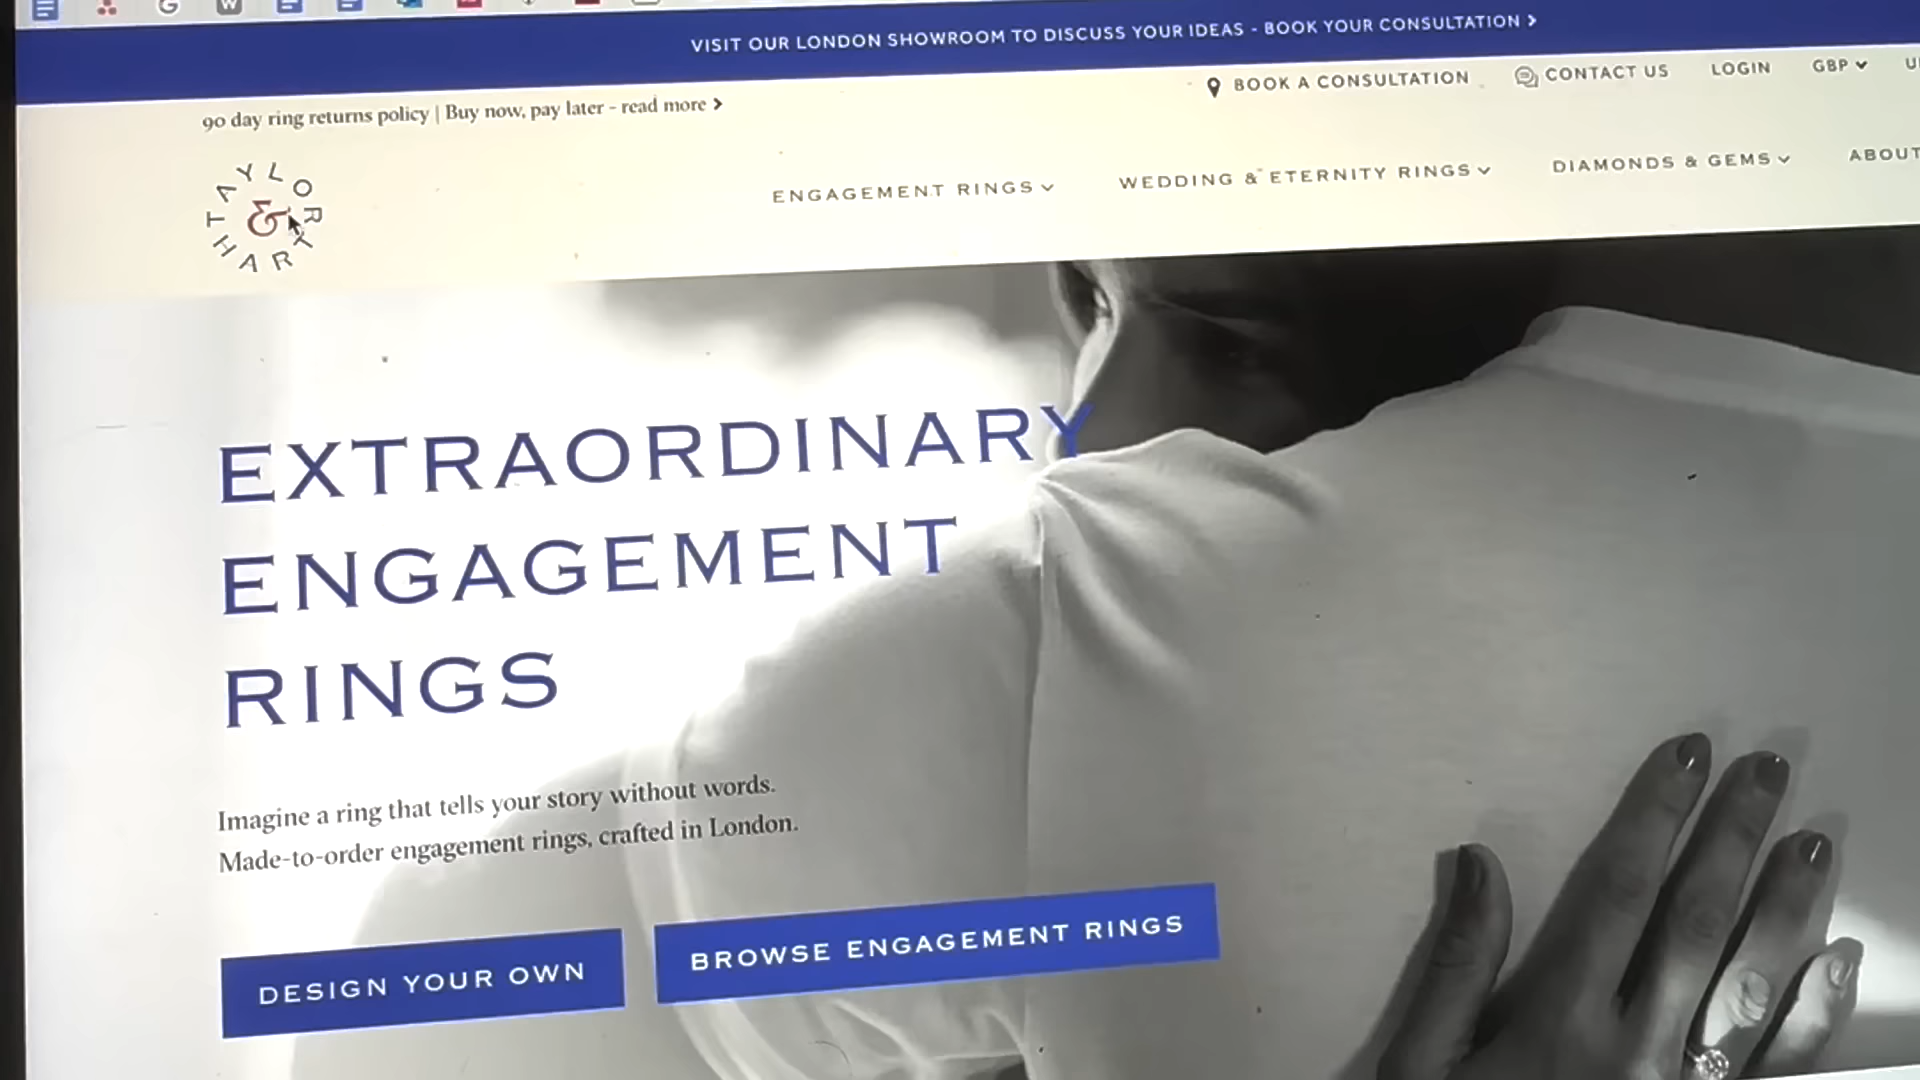 VISIT OUR LONDON SHOWROOM TO DISCUSS YOUR IDEAS - BOOK YOUR CONSULTATION >
90 day ring returns policy | Buy now, pay later - read more >
BOOK A CONSULTATION
CONTACT US
LOGIN
GBP
TAYLOR & HART
ENGAGEMENT RINGS
WEDDING & ETERNITY RINGS
DIAMONDS & GEMS
ABOUT
EXTRAORDINARY
ENGAGEMENT
RINGS
Imagine a ring that tells your story without words.
Made-to-order engagement rings, crafted in London.
DESIGN YOUR OWN
BROWSE ENGAGEMENT RINGS